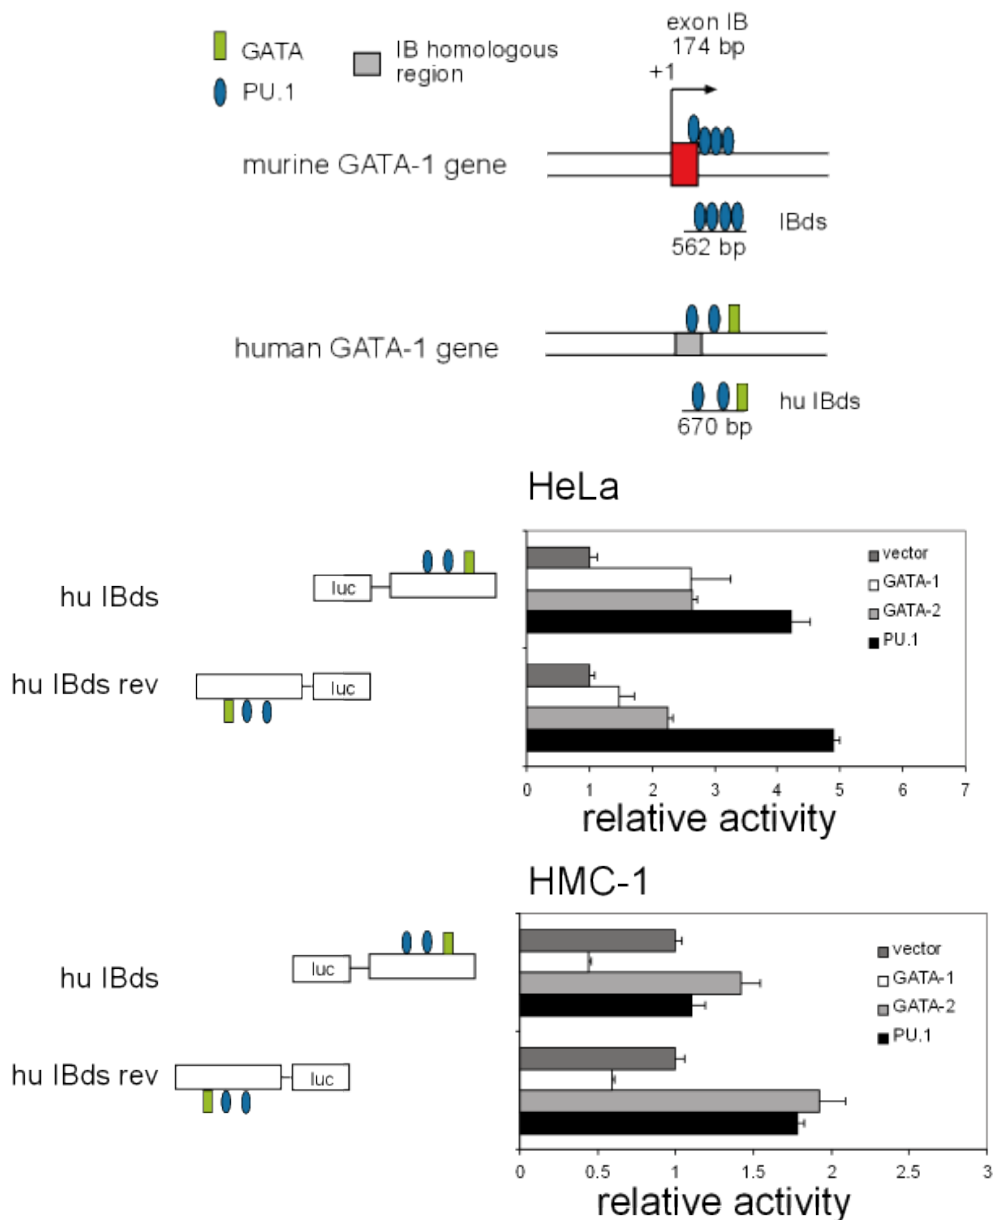 GATA
PU.1
IB homologous
region
exon IB
174 bp
+1
murine GATA-1 gene
IBds
562 bp
human GATA-1 gene
hu IBds
670 bp
HeLa
hu IBds
luc
hu IBds rev
luc
vector
GATA-1
GATA-2
PU.1
0 1 2 3 4 5 6 7
relative activity
HMC-1
hu IBds
luc
hu IBds rev
luc
vector
GATA-1
GATA-2
PU.1
0 0.5 1 1.5 2 2.5 3
relative activity